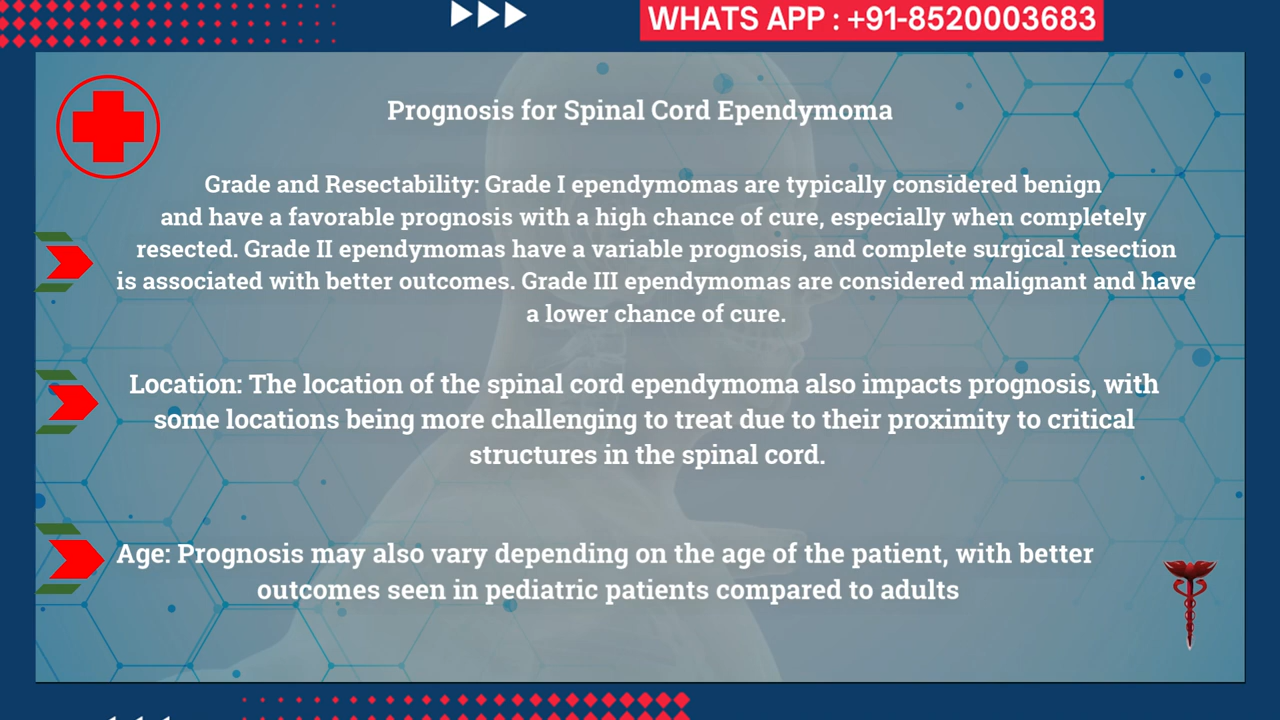 WHATS APP : +91-8520003683
Prognosis for Spinal Cord Ependymoma
Grade and Resectability: Grade I ependymomas are typically considered benign
and have a favorable prognosis with a high chance of cure, especially when completely
resected. Grade II ependymomas have a variable prognosis, and complete surgical resection
is associated with better outcomes. Grade III ependymomas are considered malignant and have
a lower chance of cure.
Location: The location of the spinal cord ependymoma also impacts prognosis, with
some locations being more challenging to treat due to their proximity to critical
structures in the spinal cord.
Age: Prognosis may also vary depending on the age of the patient, with better
outcomes seen in pediatric patients compared to adults